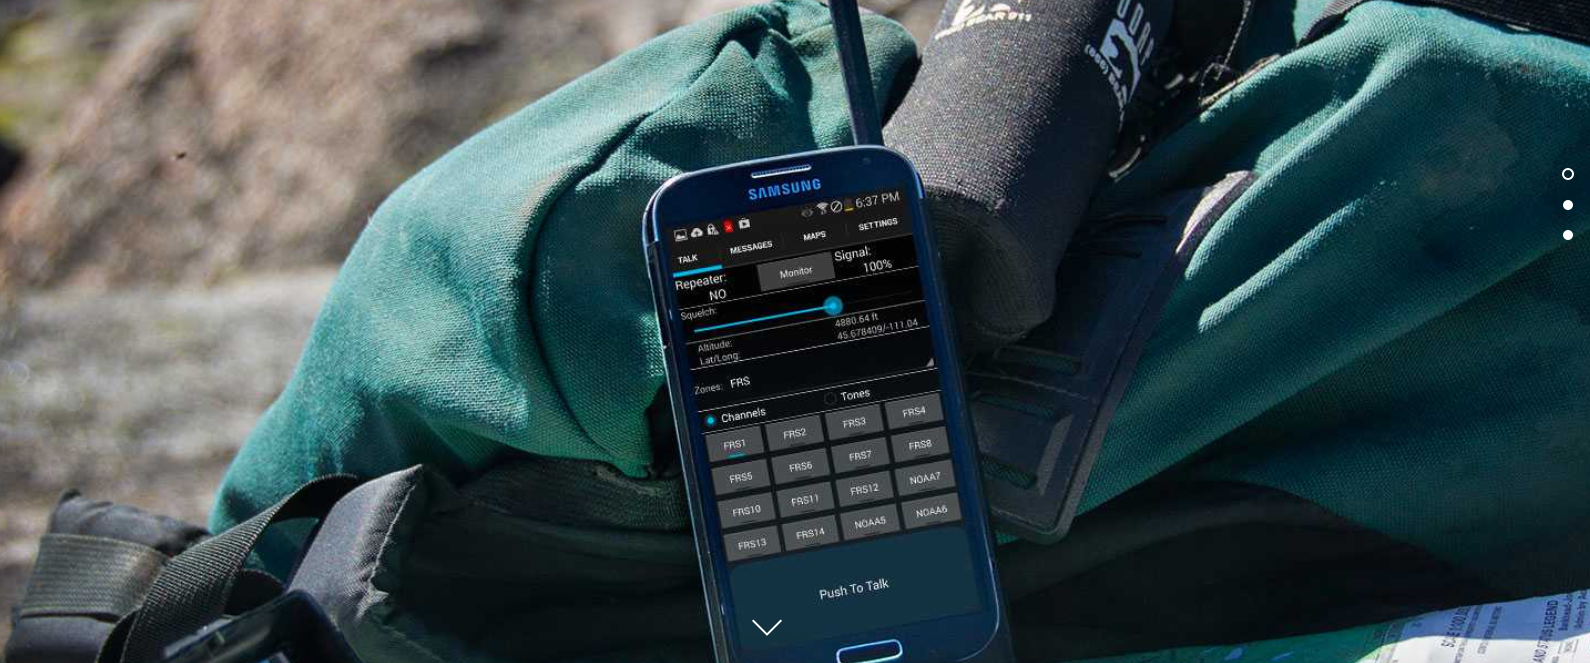 SAMSUNG
6:37 PM
TALK
MESSAGES
MAPS
SETTINGS
Repeater:
NO
Monitor
Signal:
100%
Squelch:
Altitude:
4880.64 ft
Lat/Long:
45.678409/-111.04
Zones: FRS
Channels
Tones
FRS1 FRS2 FRS3 FRS4
FRS5 FRS6 FRS7 FRS8
FRS10 FRS11 FRS12 NOAA7
FRS13 FRS14 NOAA5 NOAA6
Push To Talk